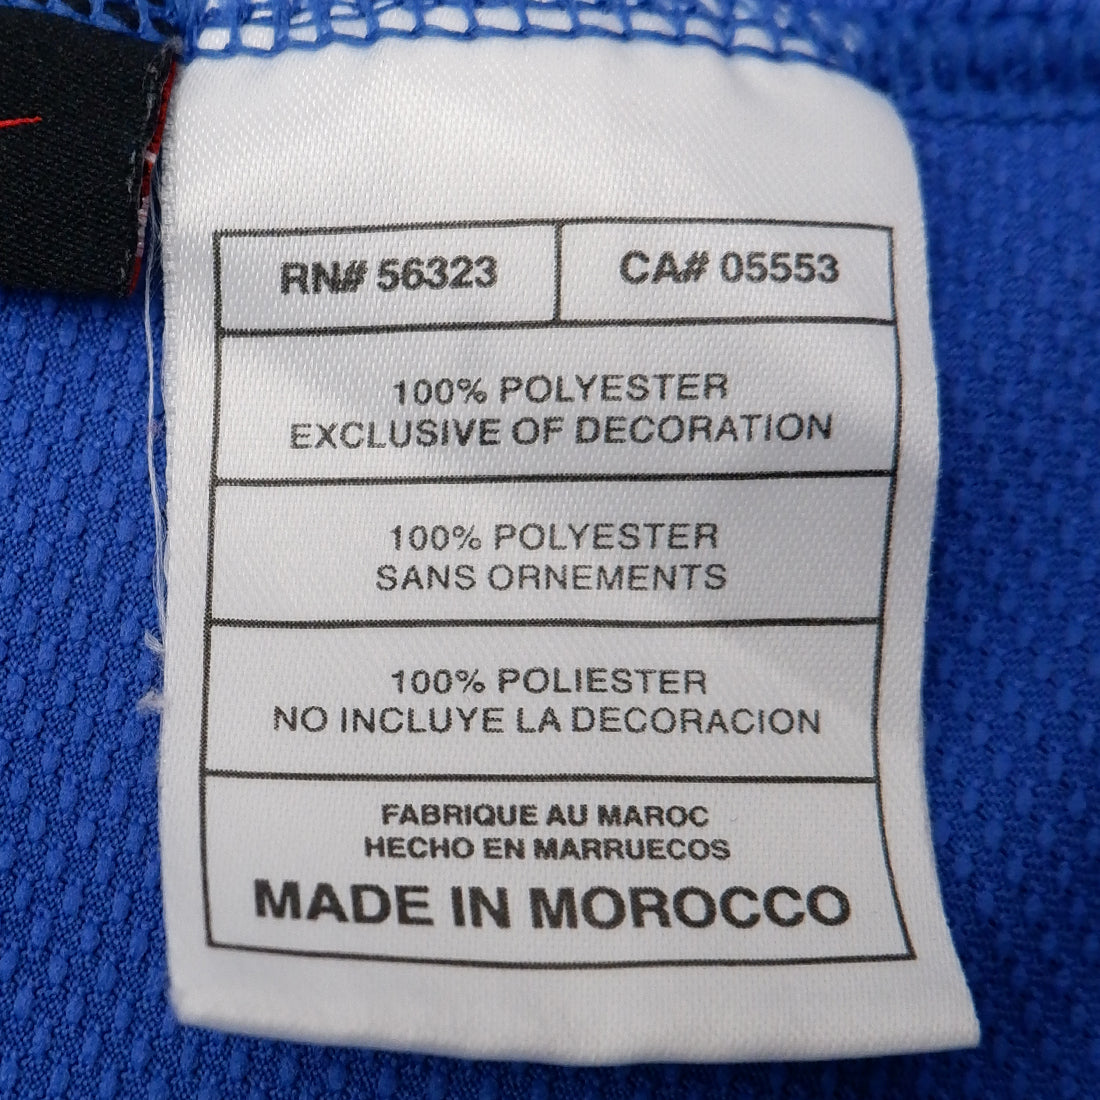 RN# 56323 CA# 05553
100% POLYESTER
EXCLUSIVE OF DECORATION
100% POLYESTER
SANS ORNEMENTS
100% POLIESTER
NO INCLUYE LA DECORACION
FABRIQUE AU MAROC
HECHO EN MARRUECOS
MADE IN MOROCCO